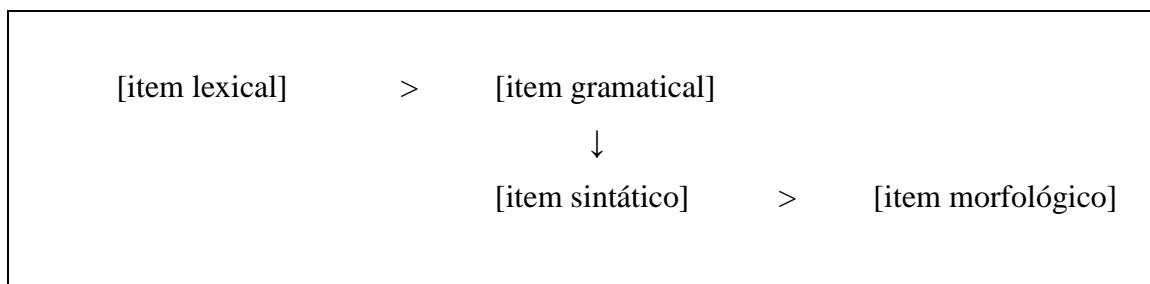 [item lexical] > [item gramatical]
↓
[item sintático] > [item morfológico]